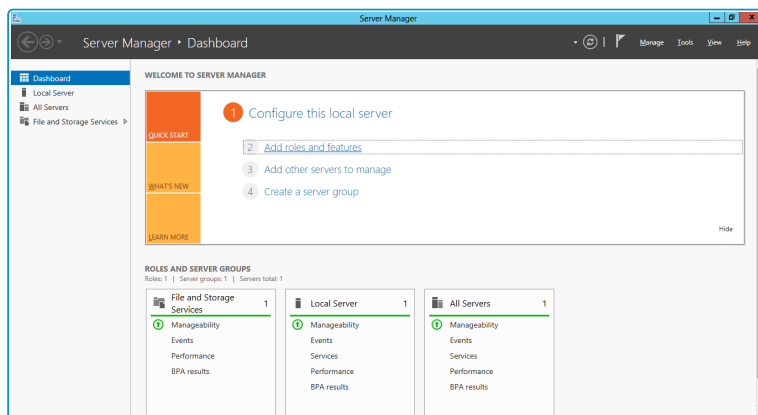 Server Manager
Server Manager • Dashboard
Manage Tools View Help
Dashboard
Local Server
All Servers
File and Storage Services
WELCOME TO SERVER MANAGER
QUICK START
WHAT'S NEW
LEARN MORE
1 Configure this local server
2 Add roles and features
3 Add other servers to manage
4 Create a server group
Hide
ROLES AND SERVER GROUPS
Roles: 1 | Server groups: 1 | Servers total: 1
File and Storage
Services 1
Manageability
Events
Performance
BPA results
Local Server 1
Manageability
Events
Services
Performance
BPA results
All Servers 1
Manageability
Events
Services
Performance
BPA results